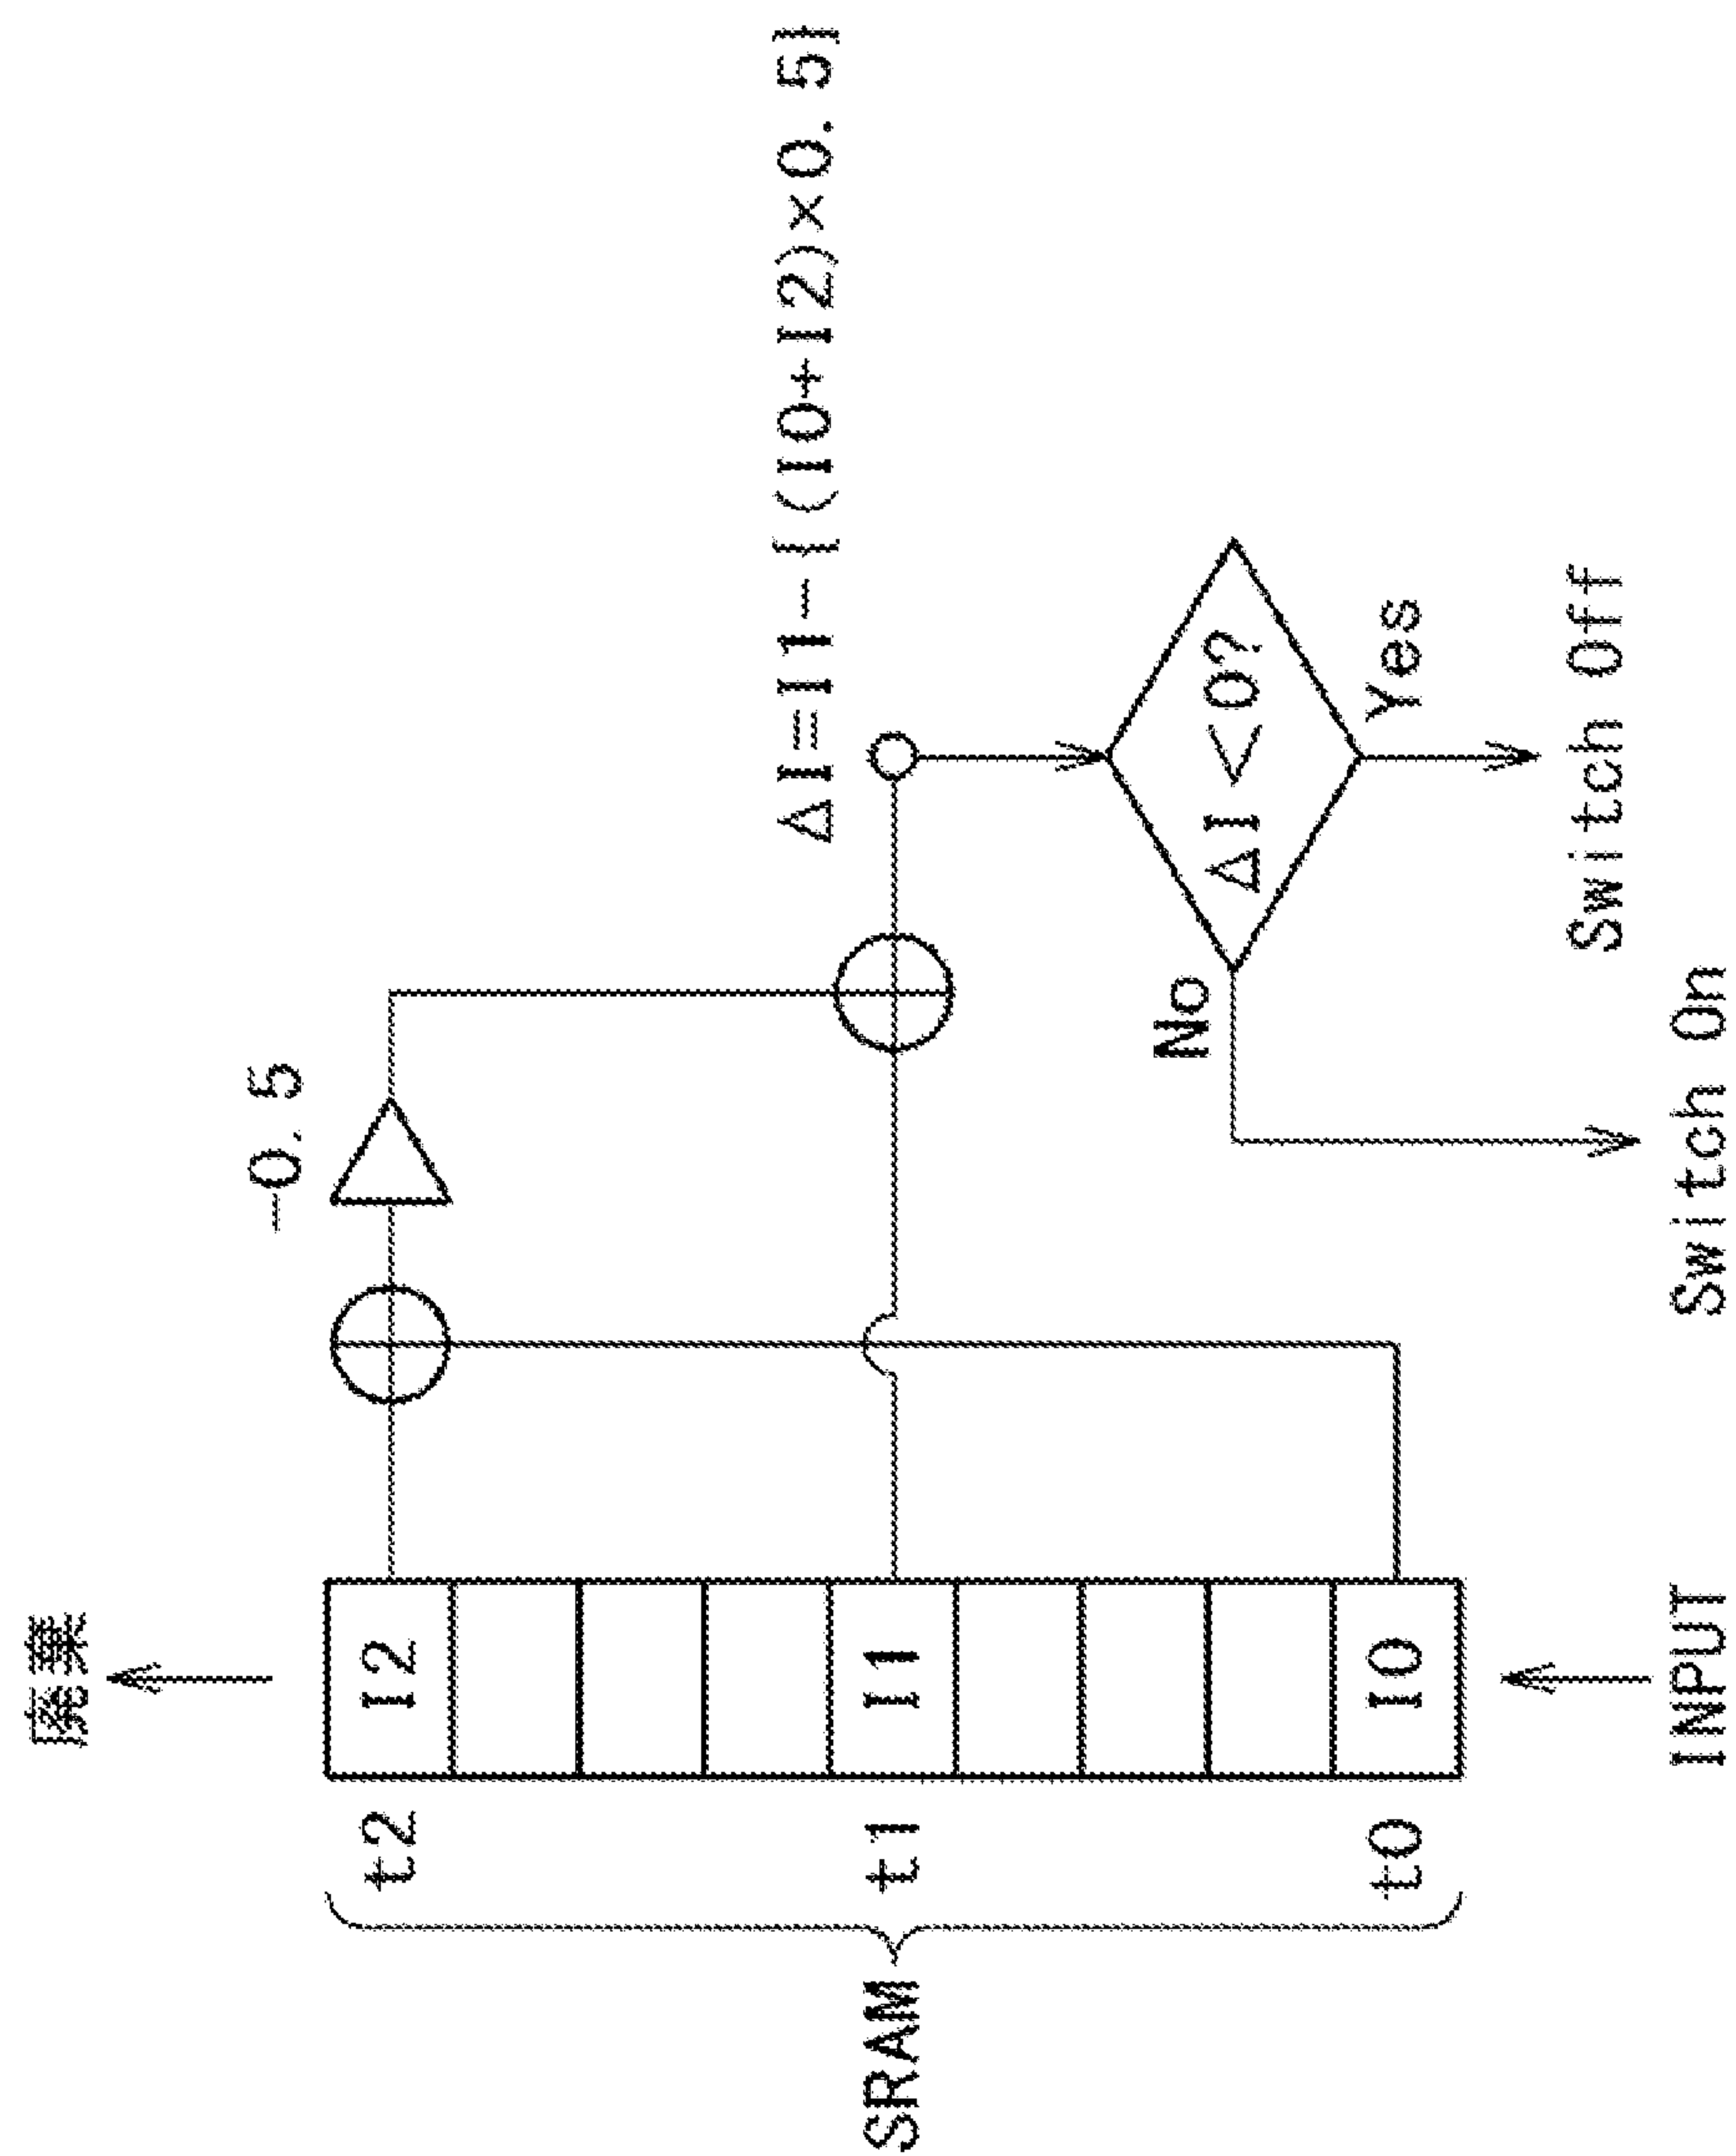 廃棄
SRAM
t2
I2
t1
I1
t0
I0
INPUT
-0.5
ΔI=I1-{(I0+I2)×0.5}
ΔI<0?
No
Yes
Switch On
Switch Off